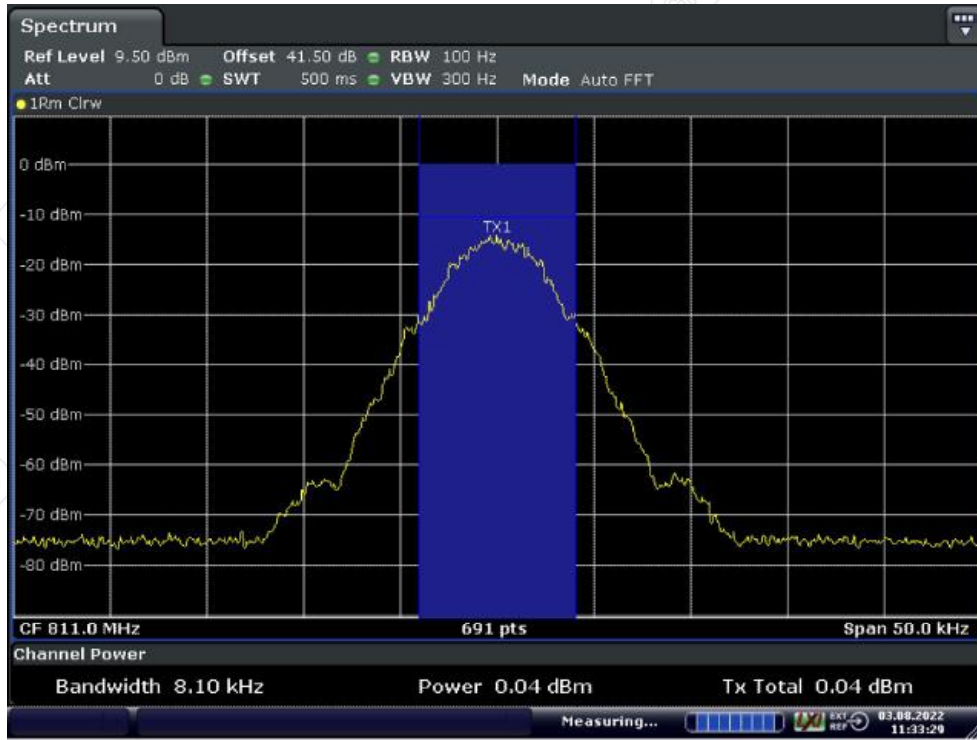 Spectrum
Ref Level 9.50 dBm Offset 41.50 dB RBW 100 Hz
Att 0 dB SWT 500 ms VBW 300 Hz Mode Auto FFT
1Rm Clrw
0 dBm
-10 dBm
TX1
-20 dBm
-30 dBm
-40 dBm
-50 dBm
-60 dBm
-70 dBm
-80 dBm
CF 811.0 MHz 691 pts Span 50.0 kHz
Channel Power
Bandwidth 8.10 kHz Power 0.04 dBm Tx Total 0.04 dBm
Measuring... LXI EXT REF 03.08.2022
11:33:29